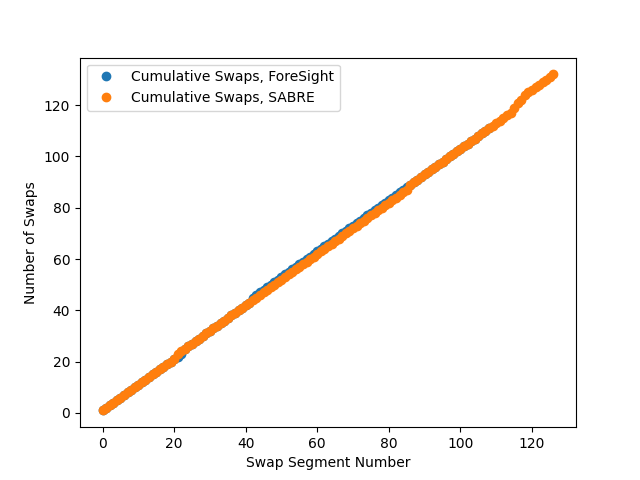 Cumulative Swaps, ForeSight
Cumulative Swaps, SABRE
Number of Swaps
120
100
80
60
40
20
0
0 20 40 60 80 100 120
Swap Segment Number